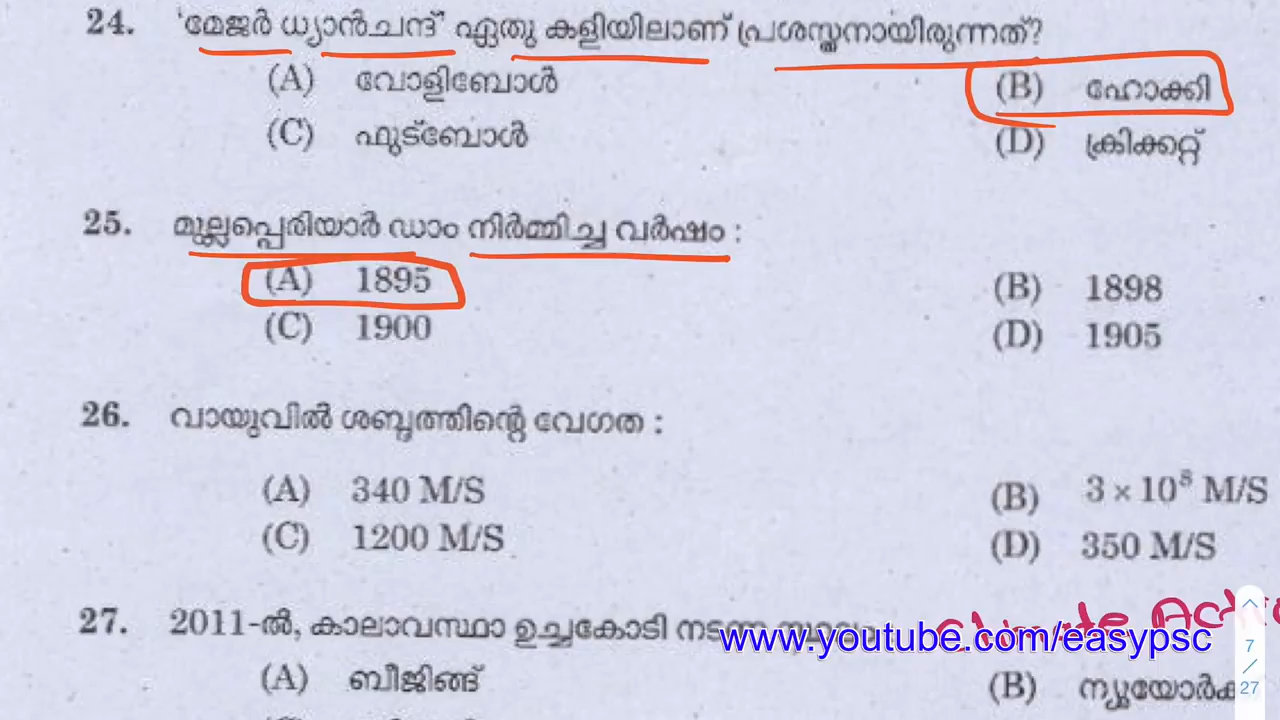 24. 'മേജർ ധ്യാൻചന്ദ്' ഏതു കളിയിലാണ് പ്രശസ്തനായിരുന്നത്?
(A) വോളിബോൾ (B) ഹോക്കി
(C) ഫുട്ബോൾ (D) ക്രിക്കറ്റ്
25. മുല്ലപ്പെരിയാർ ഡാം നിർമ്മിച്ച വർഷം :
(A) 1895 (B) 1898
(C) 1900 (D) 1905
26. വായുവിൽ ശബ്ദത്തിന്റെ വേഗത :
(A) 340 M/S (B) 3 × 10⁸ M/S
(C) 1200 M/S (D) 350 M/S
27. 2011-ൽ, കാലാവസ്ഥാ ഉച്ചകോടി നടന്ന
www.youtube.com/easypsc
(A) ബീജിങ്ങ് (B)
7
/
27